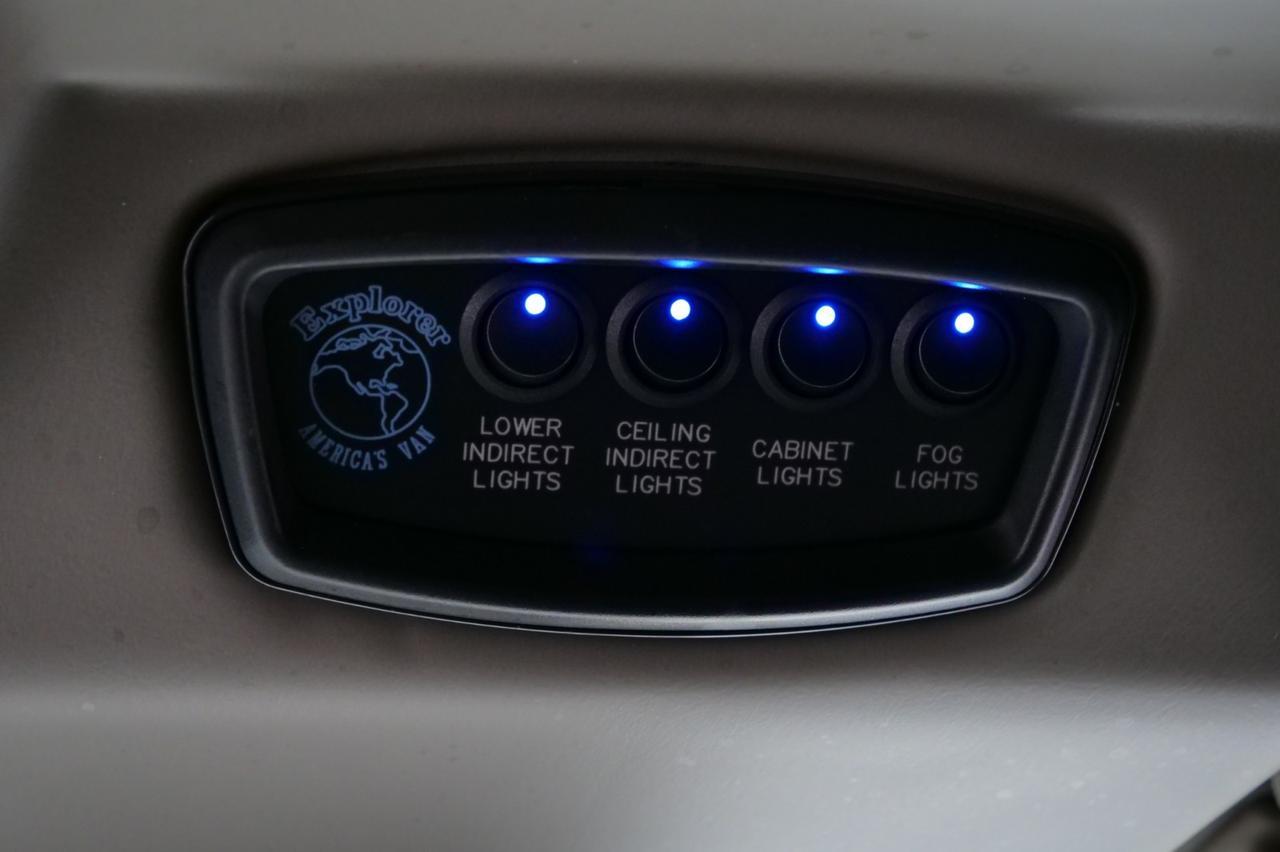 Explorer
AMERICA'S VAN
LOWER
INDIRECT
LIGHTS
CEILING
INDIRECT
LIGHTS
CABINET
LIGHTS
FOG
LIGHTS